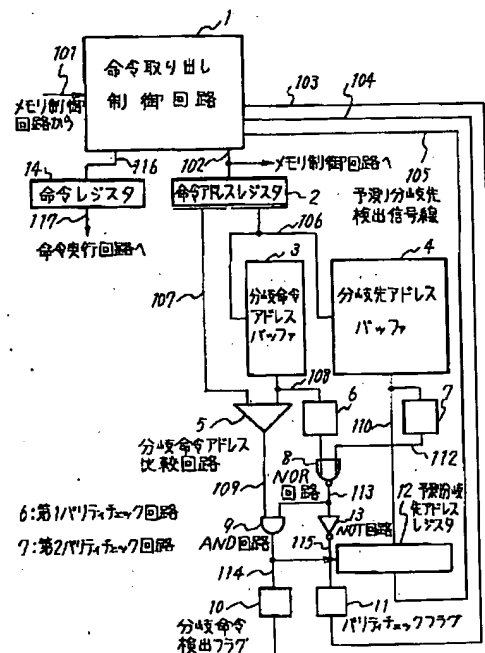 1
101
命令取り出し
制御回路
103
104
メモリ制御
回路から
116
102
メモリ制御回路へ
105
14
命令レジスタ
命令アドレスレジスタ
2
予測分岐先
検出信号線
117
106
命令実行回路へ
3
4
分岐命令
アドレス
バッファ
分岐先アドレス
バッファ
107
108
6
7
5
110
分岐命令アドレス
比較回路
8
112
NOR
回路
113
109
12 予測分岐
先アドレス
レジスタ
6:第1パリティチェック回路
9
13
NOT回路
7:第2パリティチェック回路
AND回路
115
114
10
11
分岐命令
検出フラグ
パリティチェックフラグ